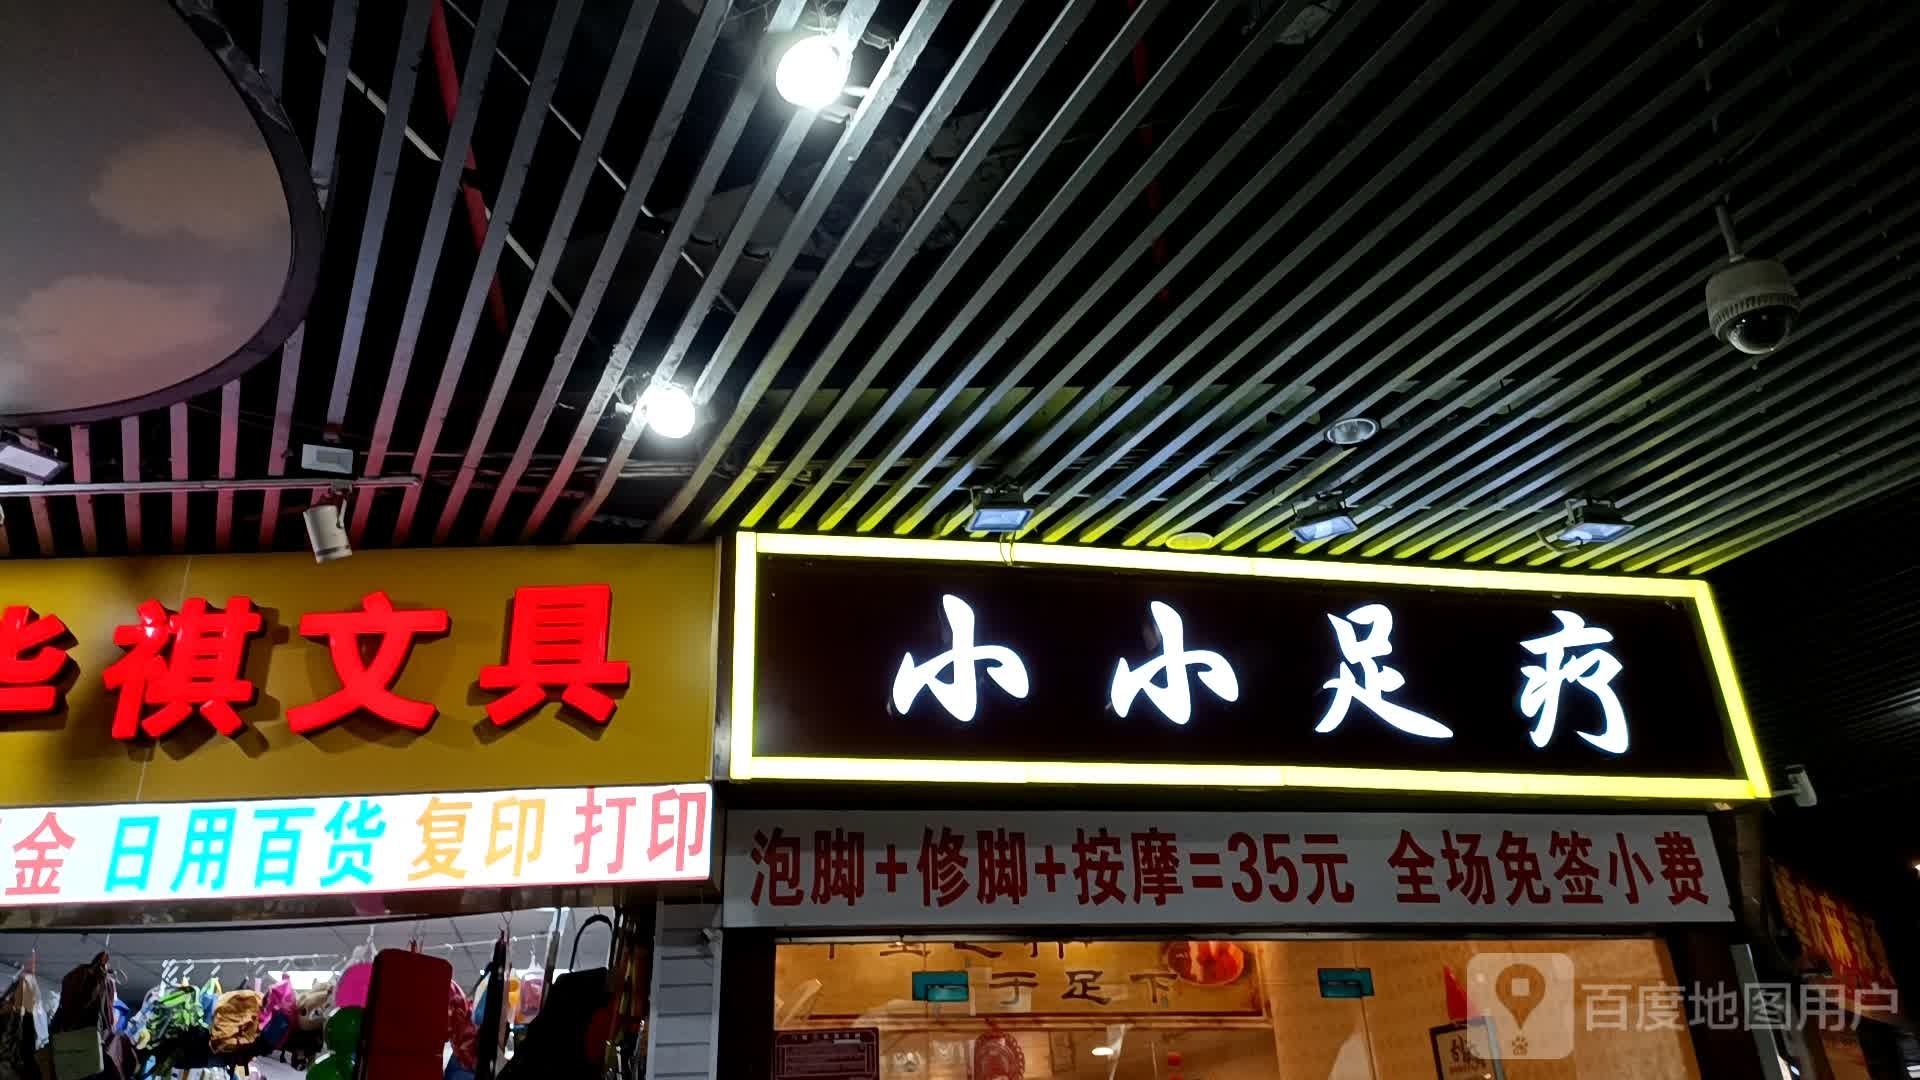 祺文具
金 日用百货 复印 打印
小小足疗
泡脚+修脚+按摩=35元 全场免签小费
于足下
百度地图用户